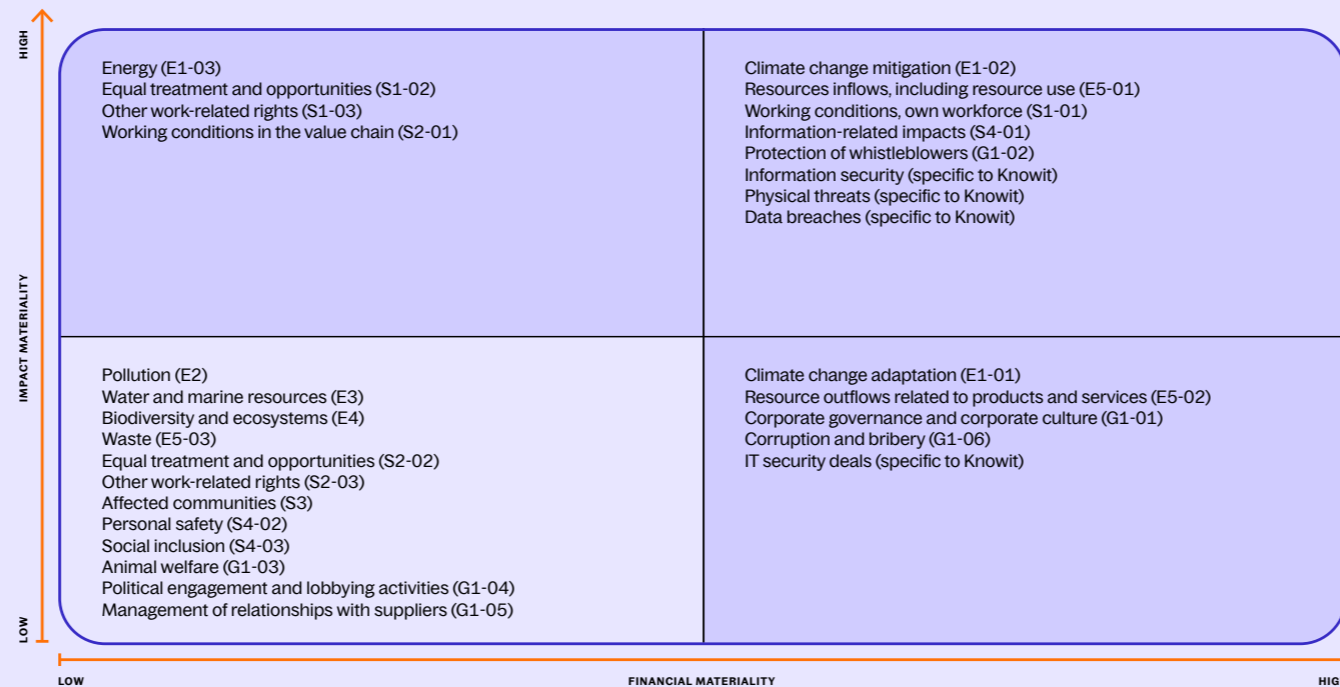 HIGH
Energy (E1-03)
Equal treatment and opportunities (S1-02)
Other work-related rights (S1-03)
Working conditions in the value chain (S2-01)
Climate change mitigation (E1-02)
Resources inflows, including resource use (E5-01)
Working conditions, own workforce (S1-01)
Information-related impacts (S4-01)
Protection of whistleblowers (G1-02)
Information security (specific to Knowit)
Physical threats (specific to Knowit)
Data breaches (specific to Knowit)
IMPACT MATERIALITY
Pollution (E2)
Water and marine resources (E3)
Biodiversity and ecosystems (E4)
Waste (E5-03)
Equal treatment and opportunities (S2-02)
Other work-related rights (S2-03)
Affected communities (S3)
Personal safety (S4-02)
Social inclusion (S4-03)
Animal welfare (G1-03)
Political engagement and lobbying activities (G1-04)
Management of relationships with suppliers (G1-05)
Climate change adaptation (E1-01)
Resource outflows related to products and services (E5-02)
Corporate governance and corporate culture (G1-01)
Corruption and bribery (G1-06)
IT security deals (specific to Knowit)
LOW
LOW
FINANCIAL MATERIALITY
HIG